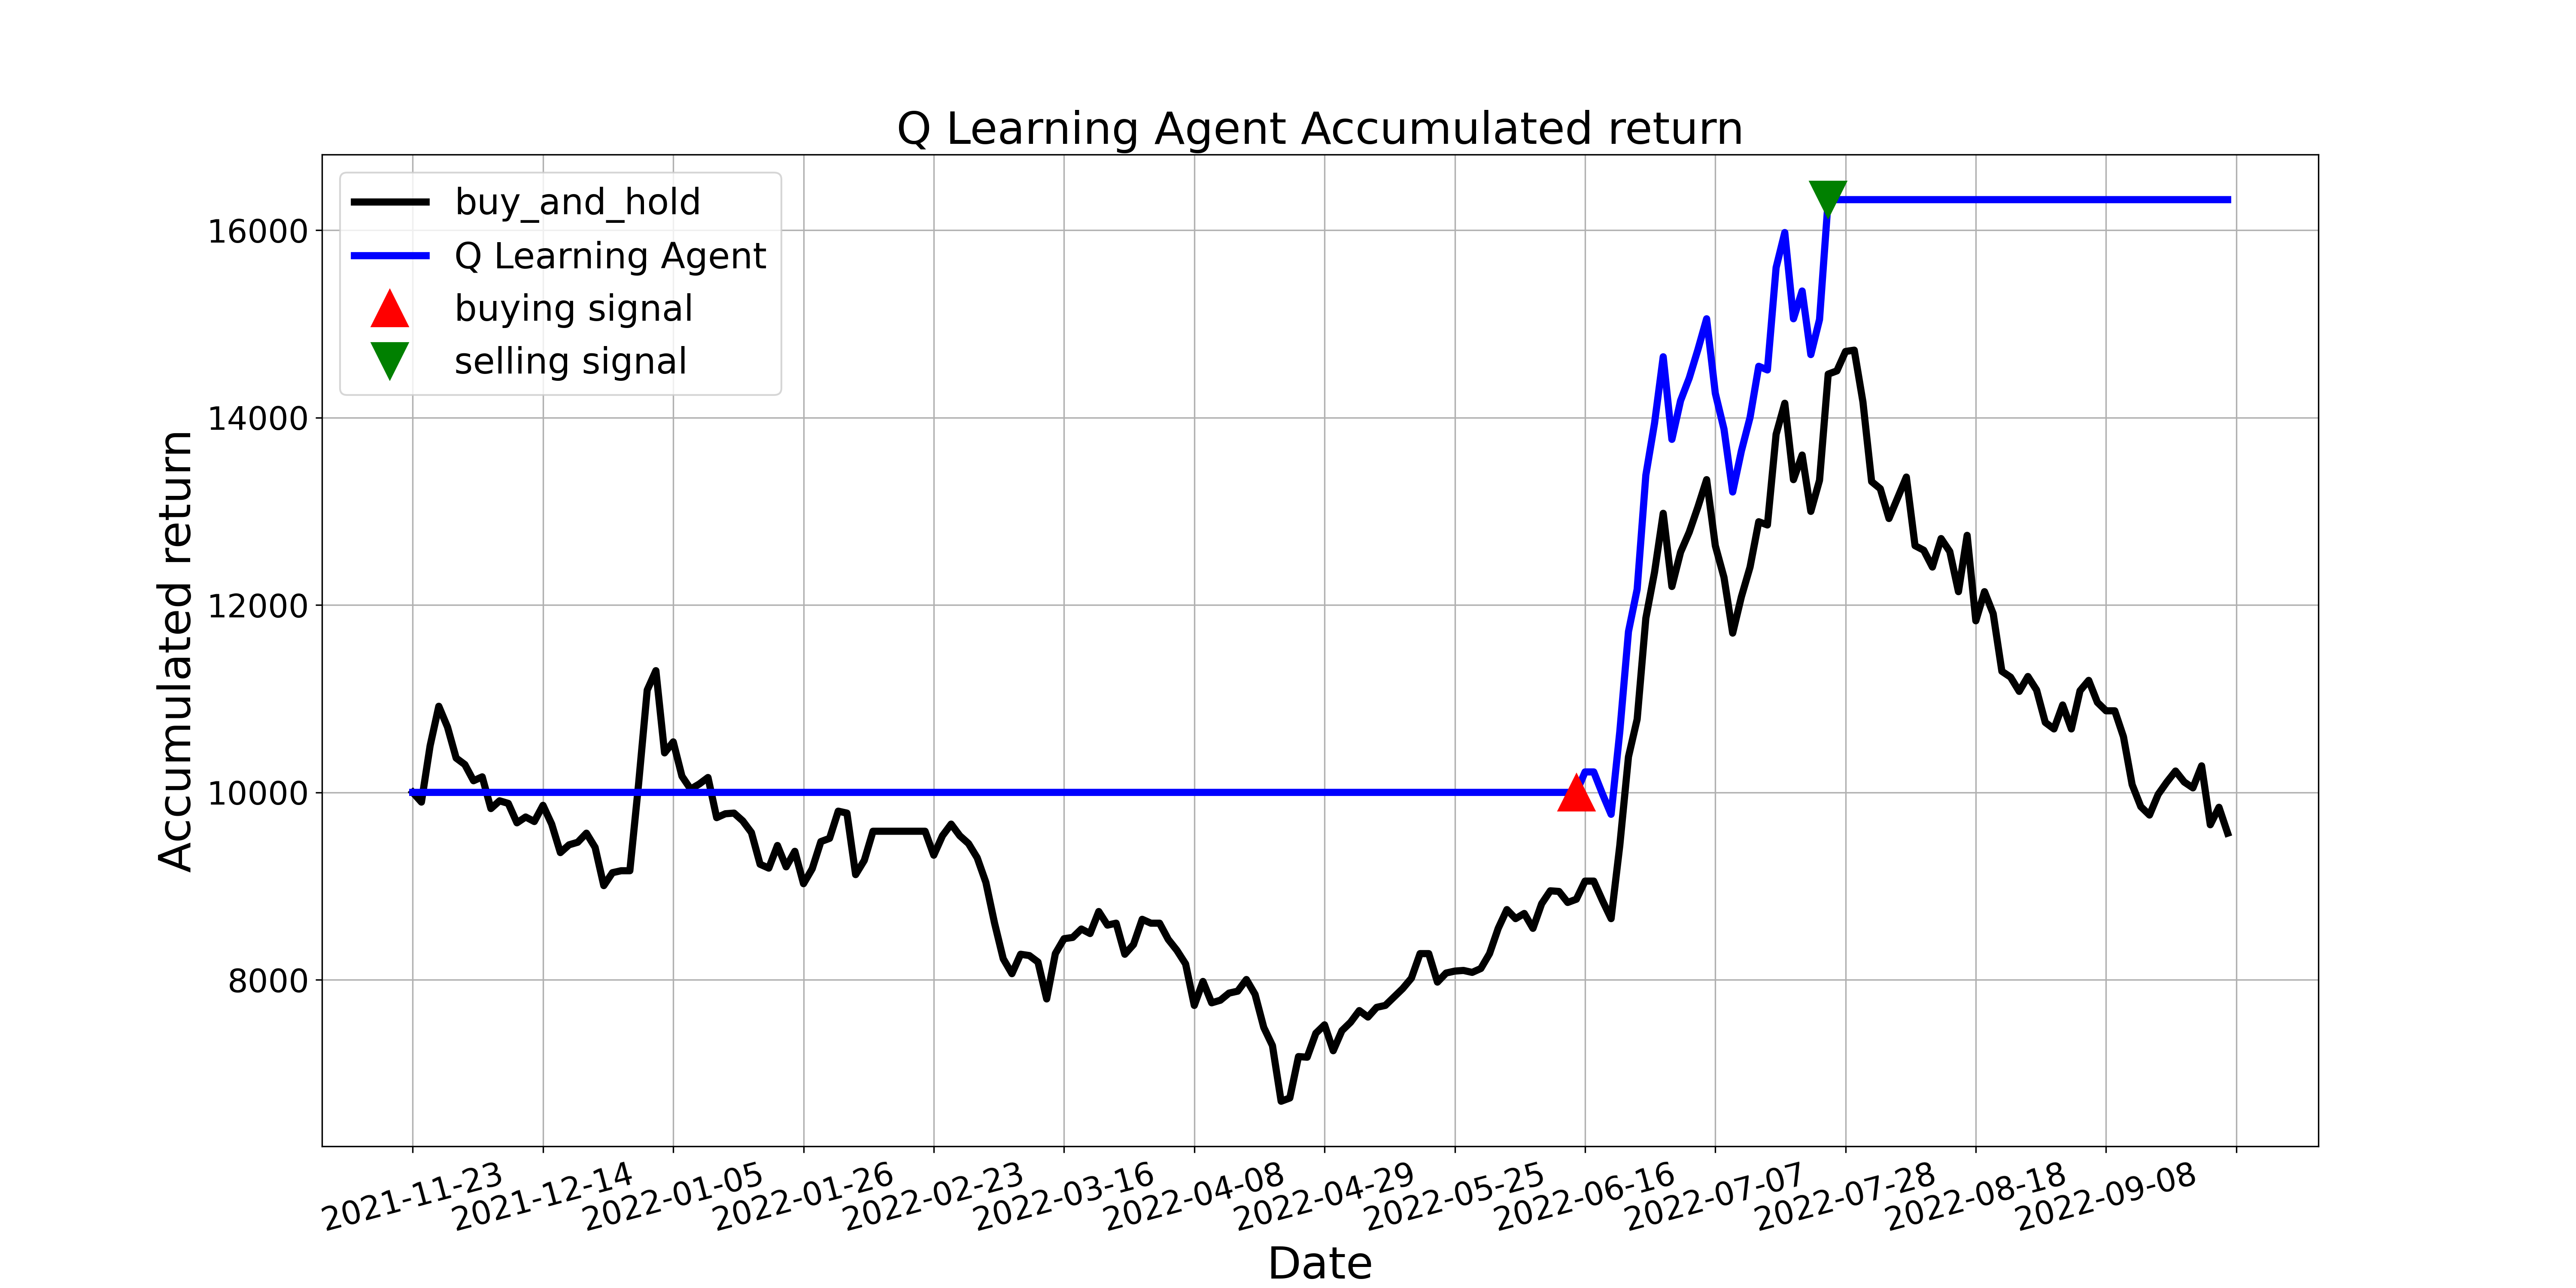 Q Learning Agent Accumulated return
buy_and_hold
Q Learning Agent
buying signal
selling signal
Accumulated return
16000
14000
12000
10000
8000
2021-11-23
2021-12-14
2022-01-05
2022-01-26
2022-02-23
2022-03-16
2022-04-08
2022-04-29
2022-05-25
2022-06-16
2022-07-07
2022-07-28
2022-08-18
2022-09-08
Date